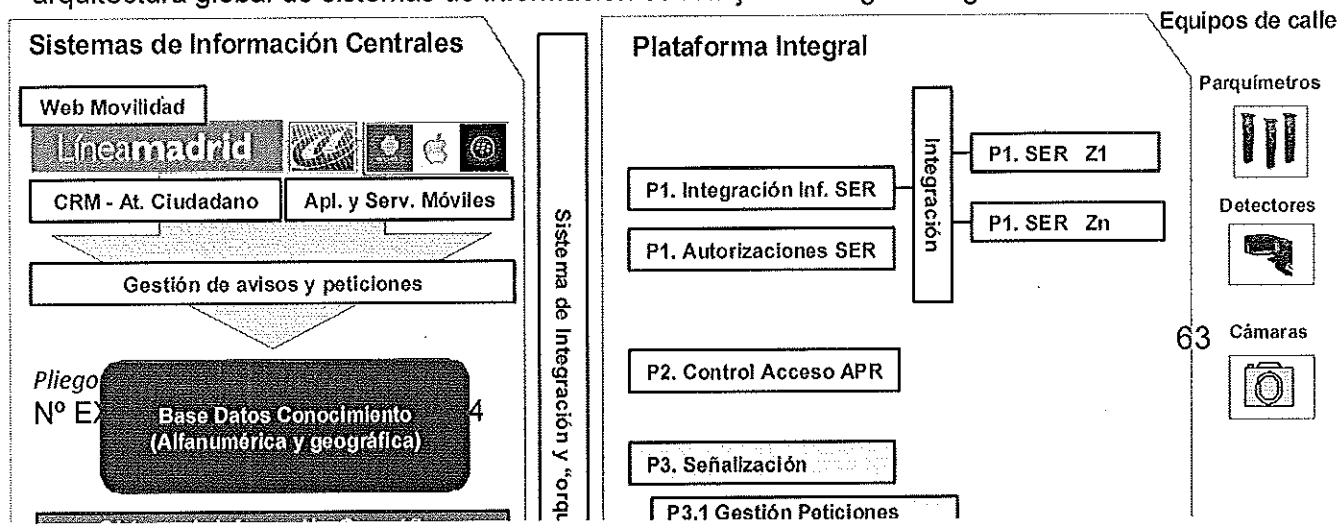 Sistemas de Información Centrales
Web Movilidad
Líneamadrid
CRM - At. Ciudadano
Apl. y Serv. Móviles
Gestión de avisos y peticiones
Pliego
Nº EX
4
Base Datos Conocimiento
(Alfanumérica y geográfica)
Sistema de Integración y "orqu
Plataforma Integral
P1. Integración Inf. SER
P1. Autorizaciones SER
Integración
P1. SER Z1
P1. SER Zn
P2. Control Acceso APR
P3. Señalización
P3.1 Gestión Peticiones
Equipos de calle
Parquímetros
Detectores
63
Cámaras